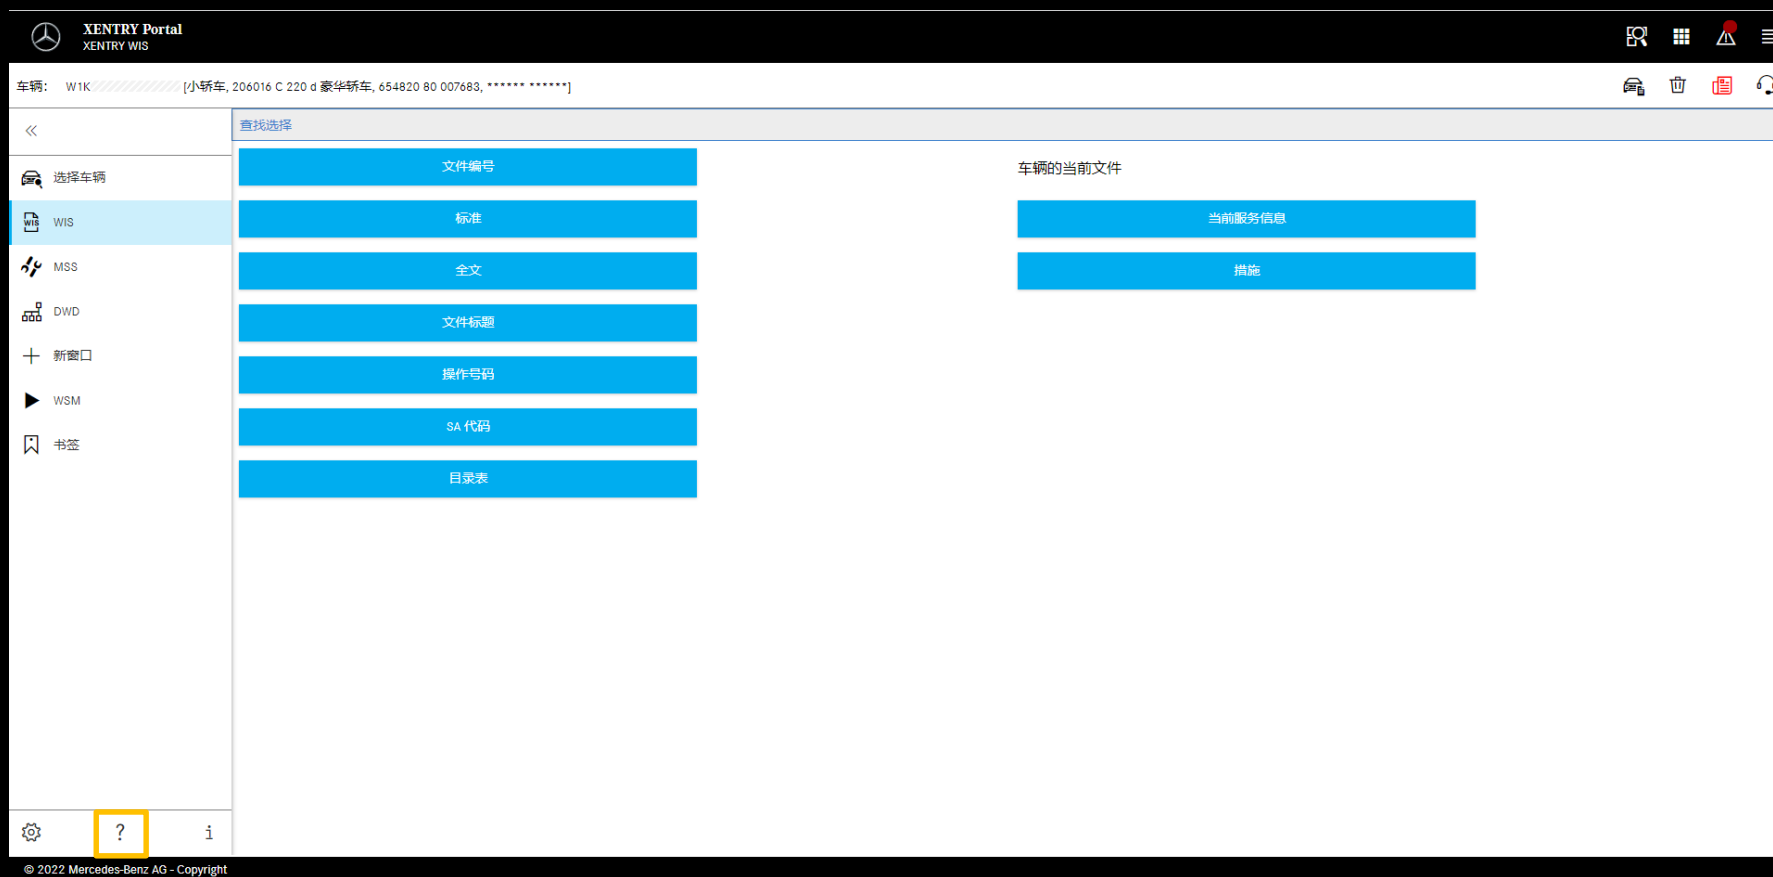 XENTRY Portal
XENTRY WIS
车辆: W1K [小轿车, 206016 C 220 d 豪华轿车, 654820 80 007683, ****** ******]
查找选择
选择车辆
WIS
WIS
MSS
DWD
新窗口
WSM
书签
文件编号
标准
全文
文件标题
操作号码
SA 代码
目录表
车辆的当前文件
当前服务信息
措施
?
i
© 2022 Mercedes-Benz AG - Copyright